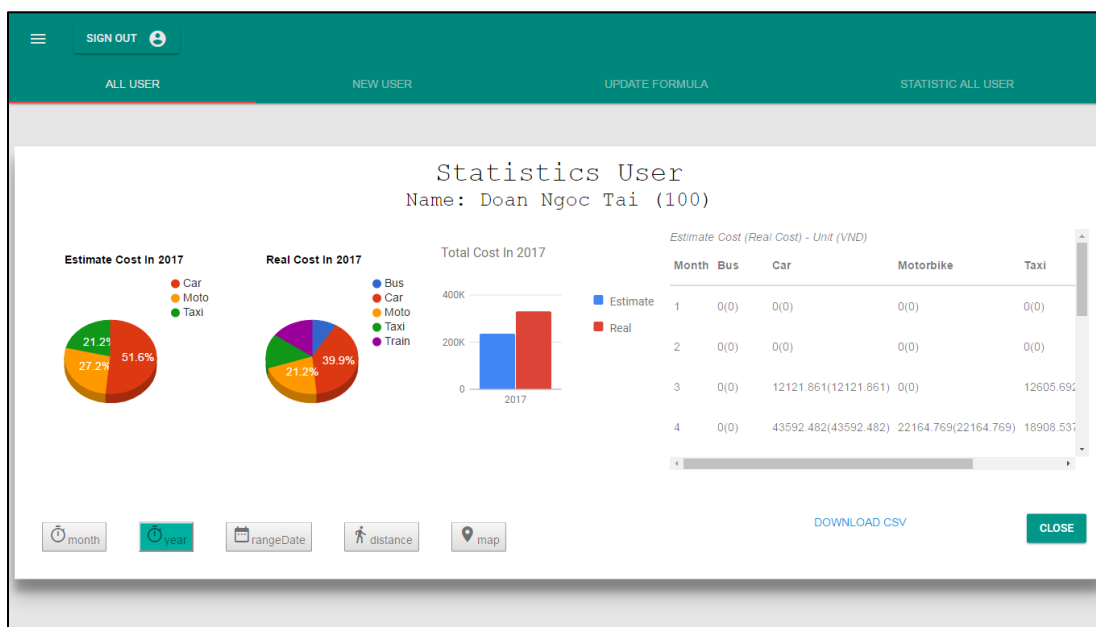 SIGN OUT
ALL USER NEW USER UPDATE FORMULA STATISTIC ALL USER
Statistics User
Name: Doan Ngoc Tai (100)
Estimate Cost In 2017
Car
Moto
Taxi
21.2%
51.6%
27.2%
Real Cost In 2017
Bus
Car
Moto
Taxi
Train
39.9%
21.2%
Total Cost In 2017
400K
200K
0
2017
Estimate
Real
Estimate Cost (Real Cost) - Unit (VND)
Month Bus Car Motorbike Taxi
1 0(0) 0(0) 0(0) 0(0)
2 0(0) 0(0) 0(0) 0(0)
3 0(0) 12121.861(12121.861) 0(0) 12605.692
4 0(0) 43592.482(43592.482) 22164.769(22164.769) 18908.537
month year rangeDate distance map
DOWNLOAD CSV
CLOSE